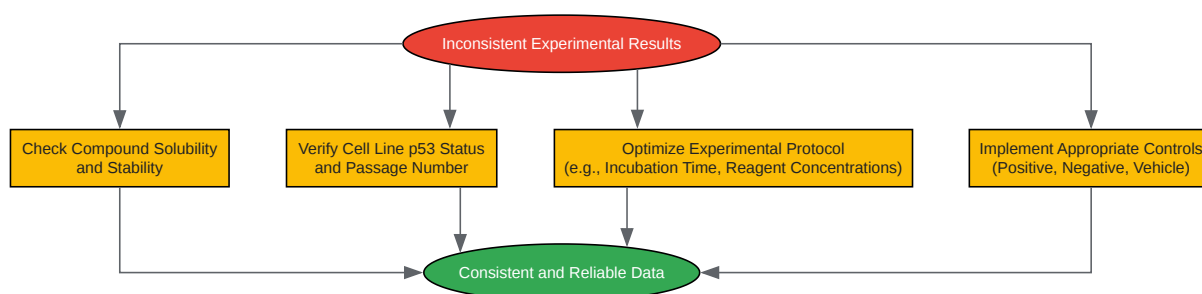 Inconsistent Experimental Results
Check Compound Solubility
and Stability
Verify Cell Line p53 Status
and Passage Number
Optimize Experimental Protocol
(e.g., Incubation Time, Reagent Concentrations)
Implement Appropriate Controls
(Positive, Negative, Vehicle)
Consistent and Reliable Data